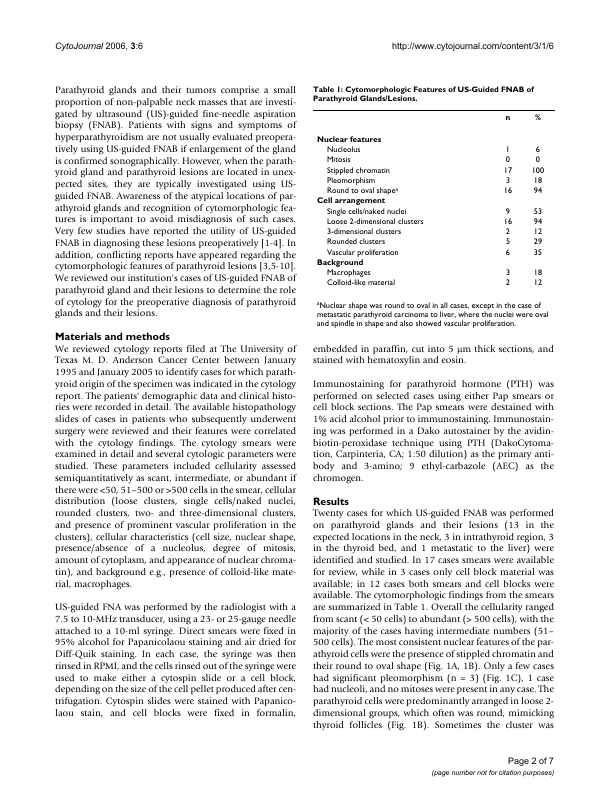 CytoJournal 2006, 3:6
http://www.cytojournal.com/content/3/1/6
Parathyroid glands and their tumors comprise a small
proportion of non-palpable neck masses that are investi-
gated by ultrasound (US)-guided fine-needle aspiration
biopsy (FNAB). Patients with signs and symptoms of
hyperparathyroidism are not usually evaluated preopera-
tively using US-guided FNAB if enlargement of the gland
is confirmed sonographically. However, when the parath-
yroid gland and parathyroid lesions are located in unex-
pected sites, they are typically investigated using US-
guided FNAB. Awareness of the atypical locations of par-
athyroid glands and recognition of cytomorphologic fea-
tures is important to avoid misdiagnosis of such cases.
Very few studies have reported the utility of US-guided
FNAB in diagnosing these lesions preoperatively [1-4]. In
addition, conflicting reports have appeared regarding the
cytomorphologic features of parathyroid lesions [3,5-10].
We reviewed our institution's cases of US-guided FNAB of
parathyroid gland and their lesions to determine the role
of cytology for the preoperative diagnosis of parathyroid
glands and their lesions.
Materials and methods
We reviewed cytology reports filed at The University of
Texas M. D. Anderson Cancer Center between January
1995 and January 2005 to identify cases for which parath-
yroid origin of the specimen was indicated in the cytology
report. The patients' demographic data and clinical histo-
ries were recorded in detail. The available histopathology
slides of cases in patients who subsequently underwent
surgery were reviewed and their features were correlated
with the cytology findings. The cytology smears were
examined in detail and several cytologic parameters were
studied. These parameters included cellularity assessed
semiquantitatively as scant, intermediate, or abundant if
there were <50, 51–500 or >500 cells in the smear, cellular
distribution (loose clusters, single cells/naked nuclei,
rounded clusters, two- and three-dimensional clusters,
and presence of prominent vascular proliferation in the
clusters), cellular characteristics (cell size, nuclear shape,
presence/absence of a nucleolus, degree of mitosis,
amount of cytoplasm, and appearance of nuclear chroma-
tin), and background e.g., presence of colloid-like mate-
rial, macrophages.
US-guided FNA was performed by the radiologist with a
7.5 to 10-MHz transducer, using a 23- or 25-gauge needle
attached to a 10-ml syringe. Direct smears were fixed in
95% alcohol for Papanicolaou staining and air dried for
Diff-Quik staining. In each case, the syringe was then
rinsed in RPMI, and the cells rinsed out of the syringe were
used to make either a cytospin slide or a cell block,
depending on the size of the cell pellet produced after cen-
trifugation. Cytospin slides were stained with Papanico-
laou stain, and cell blocks were fixed in formalin,
Table 1: Cytomorphologic Features of US-Guided FNAB of
Parathyroid Glands/Lesions.
n %
Nuclear features
Nucleolus 1 6
Mitosis 0 0
Stippled chromatin 17 100
Pleomorphism 3 18
Round to oval shapeᵃ 16 94
Cell arrangement
Single cells/naked nuclei 9 53
Loose 2-dimensional clusters 16 94
3-dimensional clusters 2 12
Rounded clusters 5 29
Vascular proliferation 6 35
Background
Macrophages 3 18
Colloid-like material 2 12
ᵃNuclear shape was round to oval in all cases, except in the case of
metastatic parathyroid carcinoma to liver, where the nuclei were oval
and spindle in shape and also showed vascular proliferation.
embedded in paraffin, cut into 5 μm thick sections, and
stained with hematoxylin and eosin.
Immunostaining for parathyroid hormone (PTH) was
performed on selected cases using either Pap smears or
cell block sections. The Pap smears were destained with
1% acid alcohol prior to immunostaining. Immunostain-
ing was performed in a Dako autostainer by the avidin-
biotin-peroxidase technique using PTH (DakoCytoma-
tion, Carpinteria, CA; 1:50 dilution) as the primary anti-
body and 3-amino; 9 ethyl-carbazole (AEC) as the
chromogen.
Results
Twenty cases for which US-guided FNAB was performed
on parathyroid glands and their lesions (13 in the
expected locations in the neck, 3 in intrathyroid region, 3
in the thyroid bed, and 1 metastatic to the liver) were
identified and studied. In 17 cases smears were available
for review, while in 3 cases only cell block material was
available; in 12 cases both smears and cell blocks were
available. The cytomorphologic findings from the smears
are summarized in Table 1. Overall the cellularity ranged
from scant (< 50 cells) to abundant (> 500 cells), with the
majority of the cases having intermediate numbers (51–
500 cells). The most consistent nuclear features of the par-
athyroid cells were the presence of stippled chromatin and
their round to oval shape (Fig. 1A, 1B). Only a few cases
had significant pleomorphism (n = 3) (Fig. 1C), 1 case
had nucleoli, and no mitoses were present in any case. The
parathyroid cells were predominantly arranged in loose 2-
dimensional groups, which often was round, mimicking
thyroid follicles (Fig. 1B). Sometimes the cluster was
Page 2 of 7
(page number not for citation purposes)